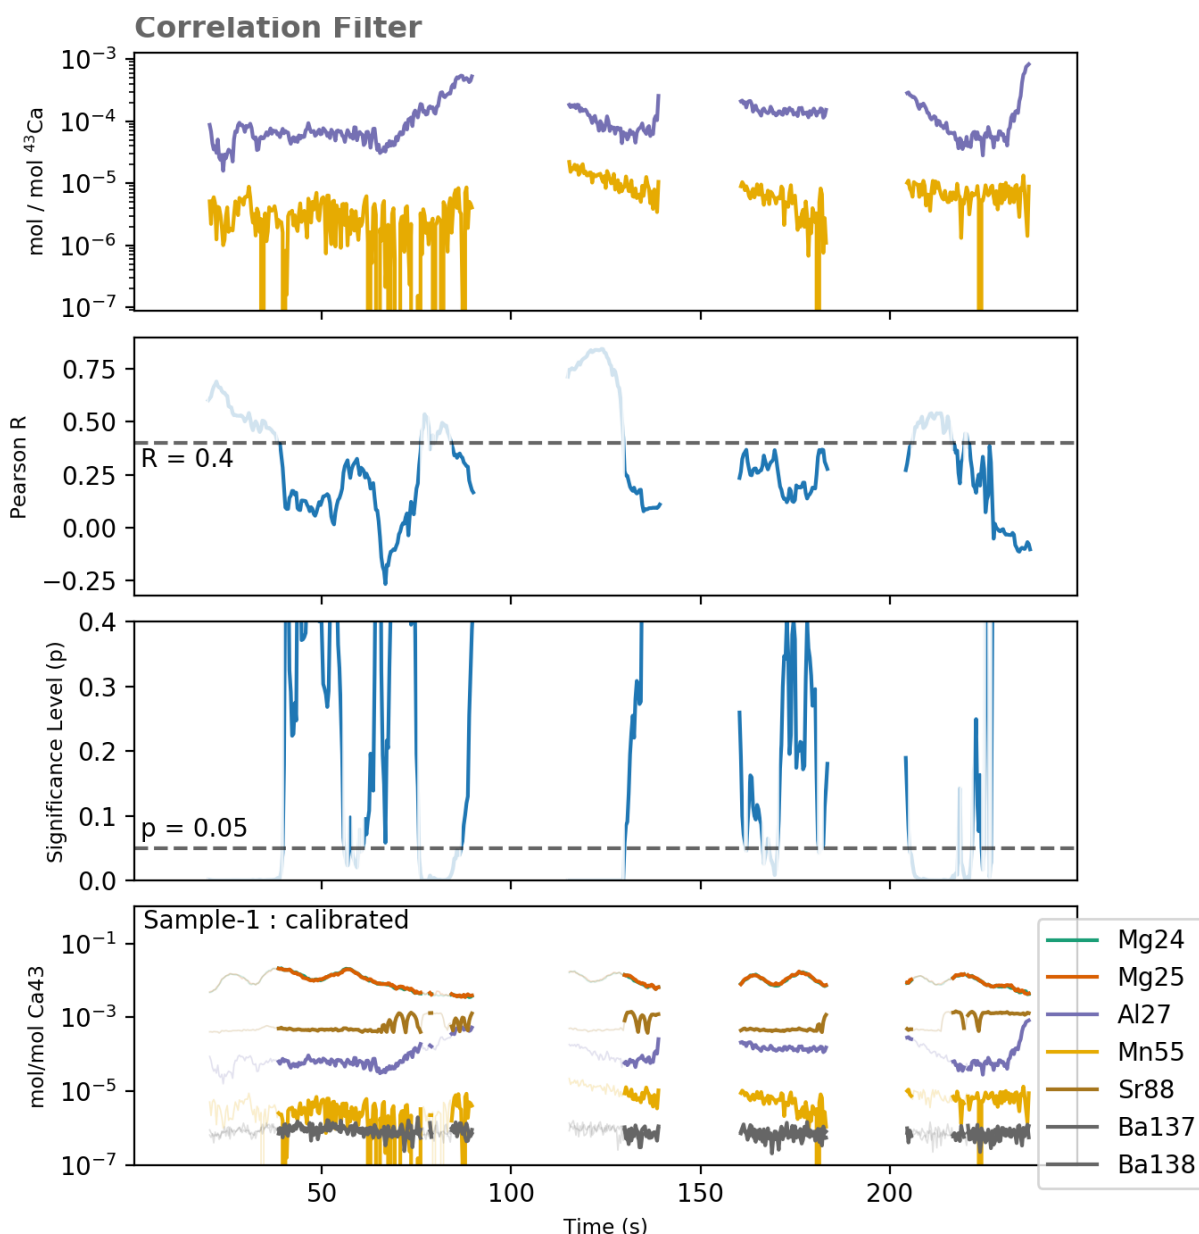 Correlation Filter
10⁻³
10⁻⁴
10⁻⁵
10⁻⁶
10⁻⁷
mol / mol ⁴³Ca
0.75
0.50
0.25
0.00
−0.25
Pearson R
R = 0.4
0.4
0.3
0.2
0.1
0.0
Significance Level (p)
p = 0.05
Sample-1 : calibrated
10⁻¹
10⁻³
10⁻⁵
10⁻⁷
mol/mol Ca43
Mg24
Mg25
Al27
Mn55
Sr88
Ba137
Ba138
50
100
150
200
Time (s)